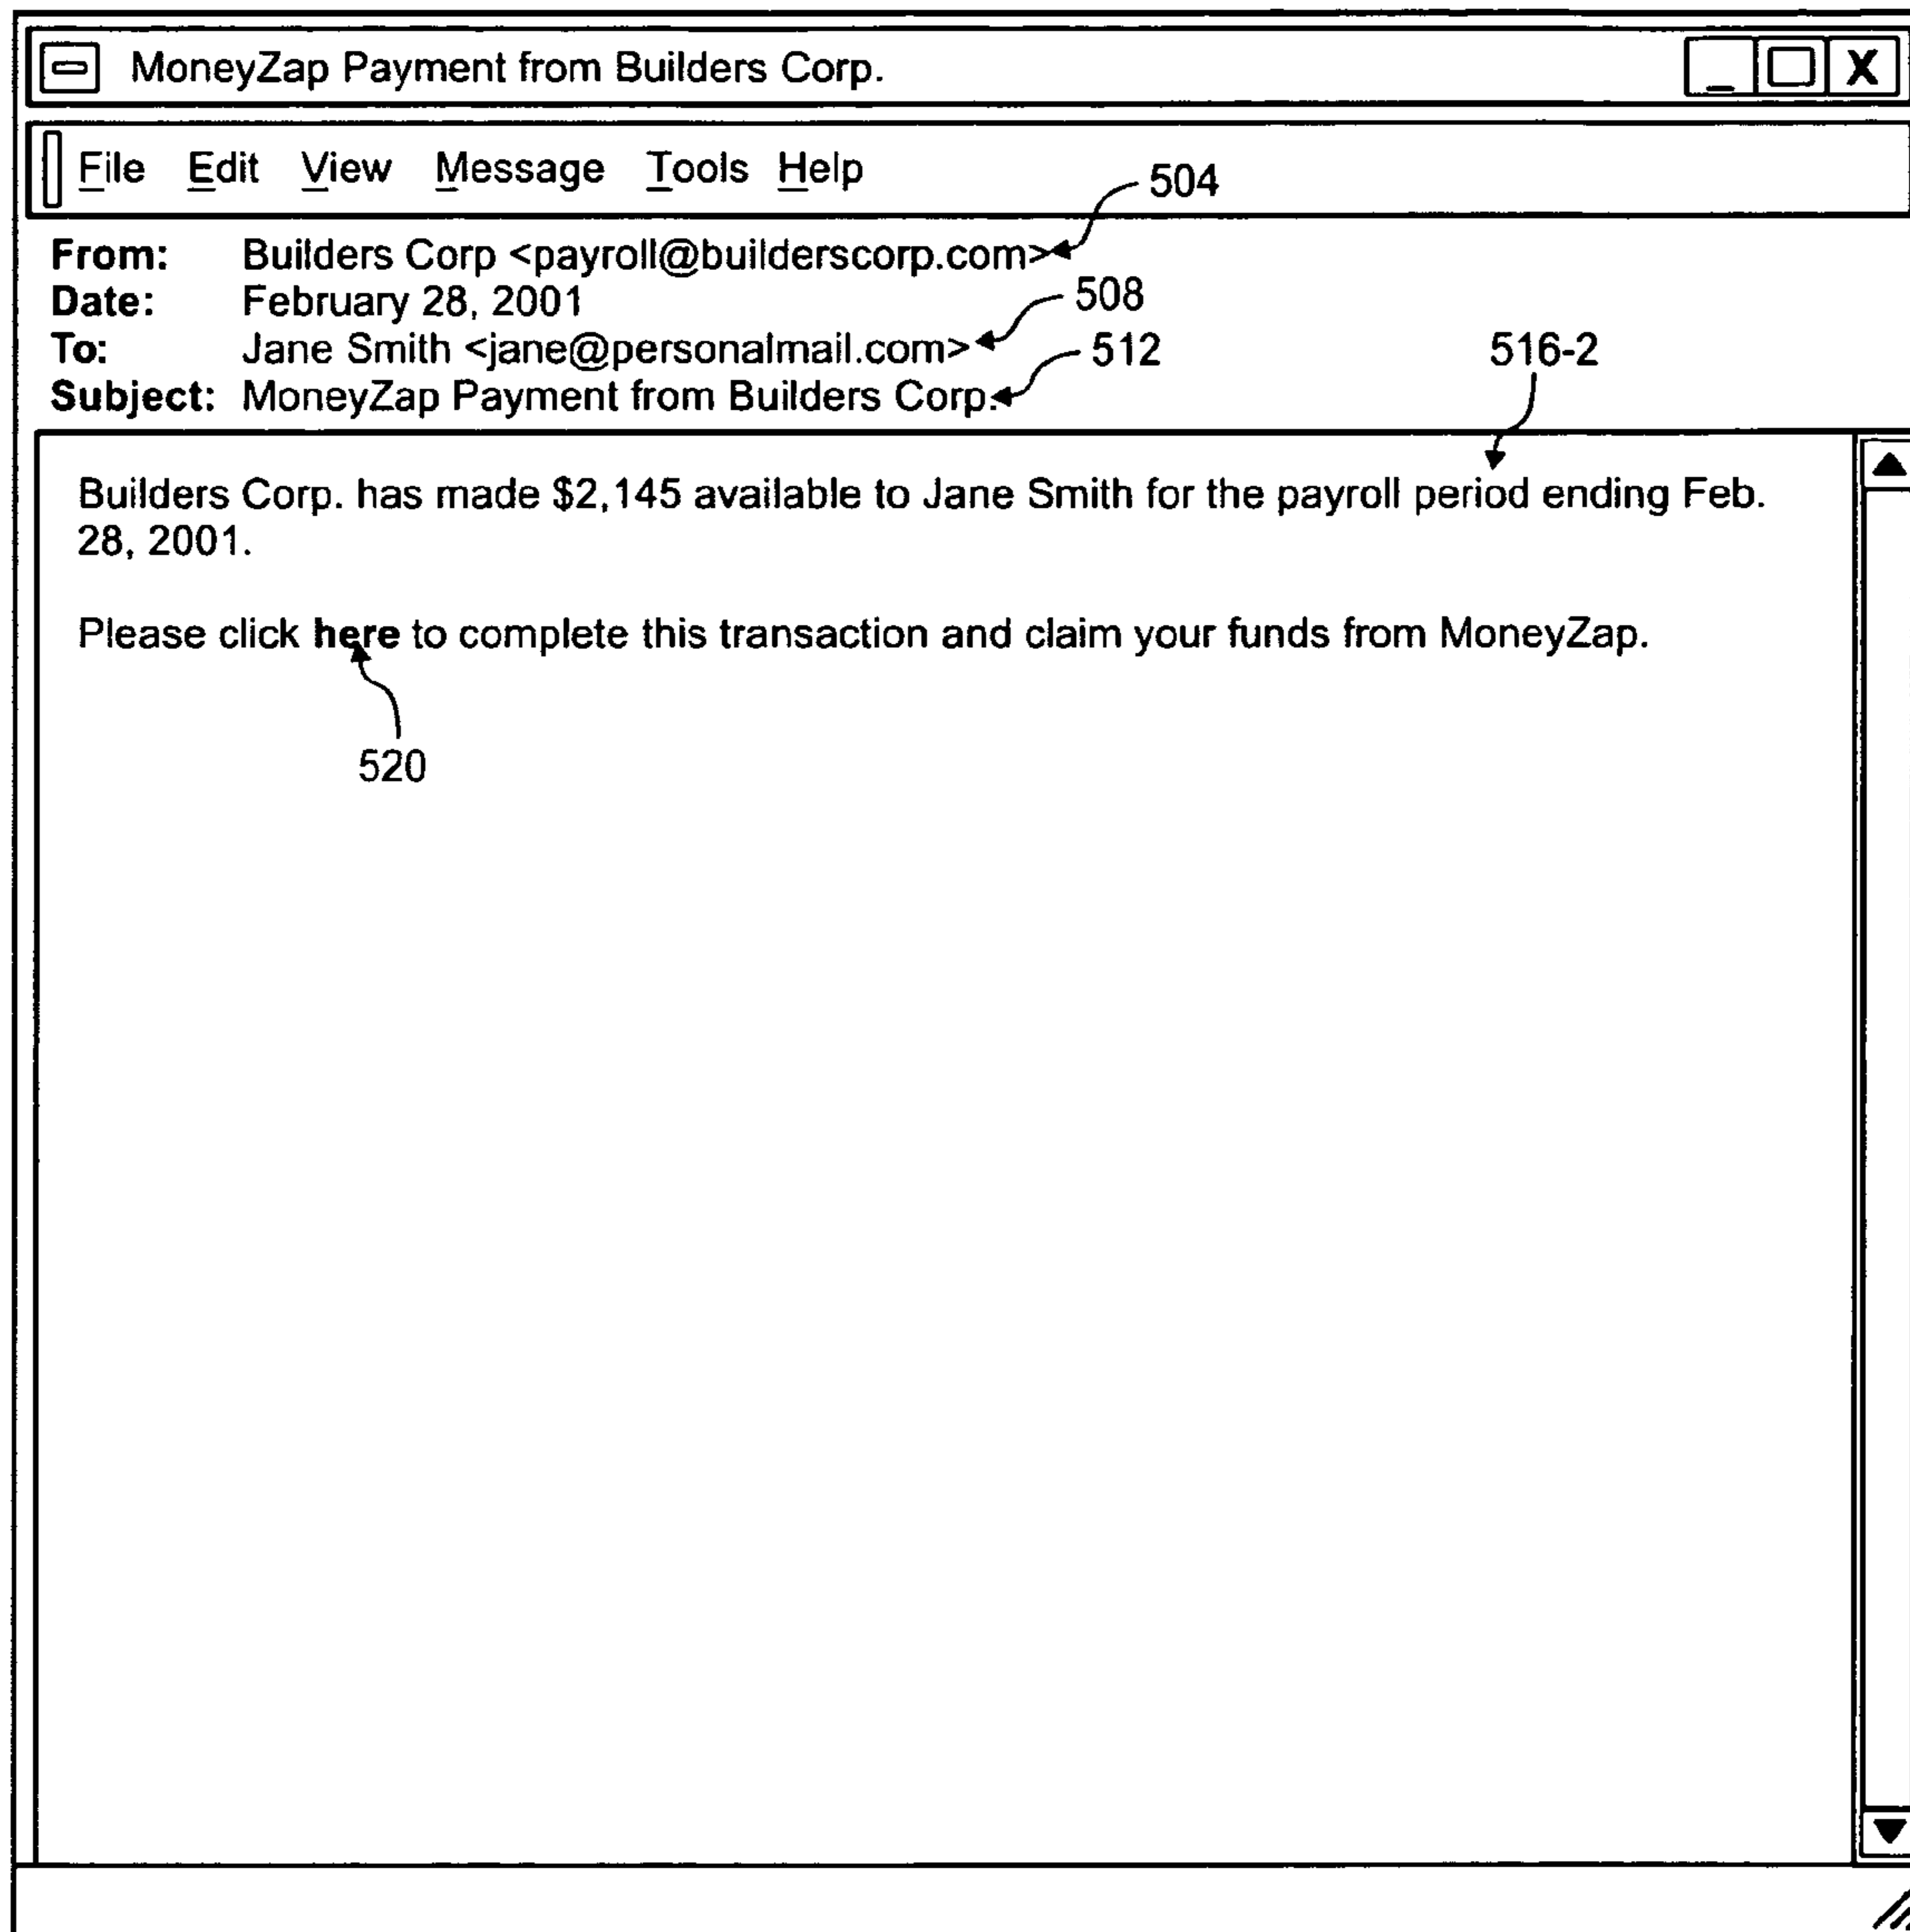 MoneyZap Payment from Builders Corp. _ X
File Edit View Message Tools Help
504
From: Builders Corp <payroll@builderscorp.com>
Date: February 28, 2001
508
To: Jane Smith <jane@personalmail.com>
512
516-2
Subject: MoneyZap Payment from Builders Corp.
Builders Corp. has made $2,145 available to Jane Smith for the payroll period ending Feb.
28, 2001.
Please click here to complete this transaction and claim your funds from MoneyZap.
520